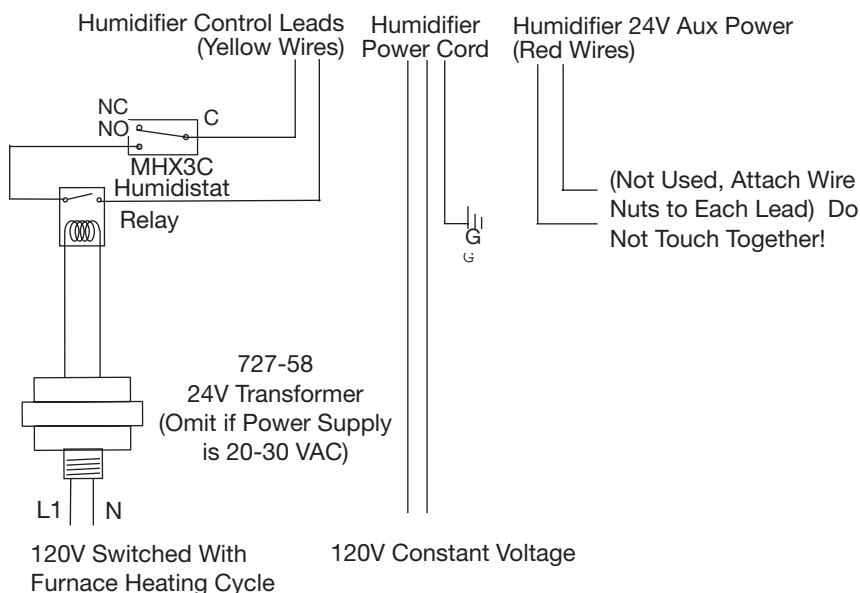 Humidifier Control Leads
(Yellow Wires)
Humidifier
Power Cord
Humidifier 24V Aux Power
(Red Wires)
NC
NO
C
MHX3C
Humidistat
Relay
(Not Used, Attach Wire
Nuts to Each Lead) Do
Not Touch Together!
G
G
727-58
24V Transformer
(Omit if Power Supply
is 20-30 VAC)
L1
N
120V Switched With
Furnace Heating Cycle
120V Constant Voltage